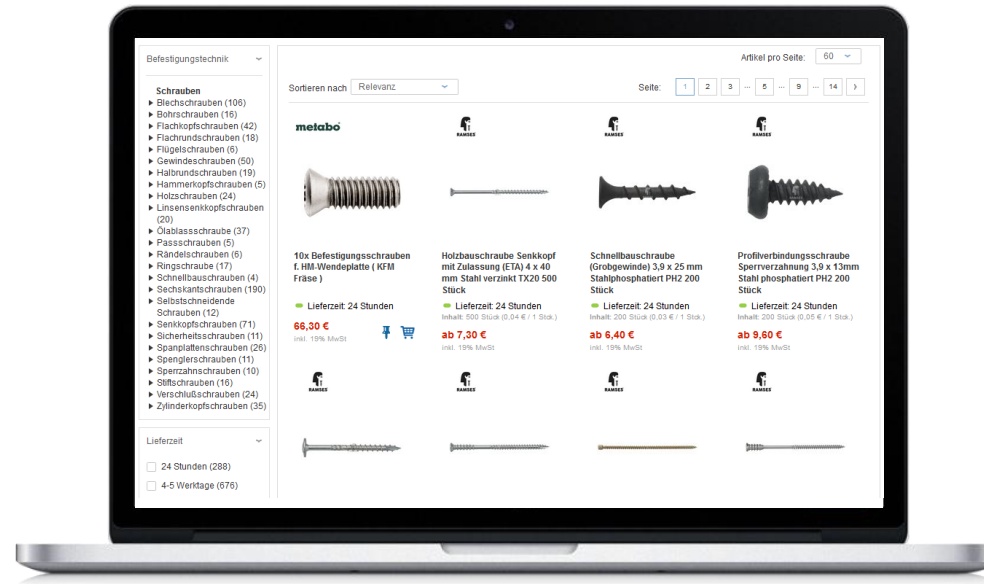 Befestigungstechnik
Schrauben
Blechschrauben (106)
Bohrschrauben (16)
Flachkopfschrauben (42)
Flachrundschrauben (18)
Flügelschrauben (6)
Gewindeschrauben (50)
Halbrundschrauben (19)
Hammerkopfschrauben (5)
Holzschrauben (24)
Linsensenkkopfschrauben
(20)
Ölablassschraube (37)
Passschrauben (5)
Rändelschrauben (6)
Ringschraube (17)
Schnellbauschrauben (4)
Sechskantschrauben (190)
Selbstschneidende
Schrauben (12)
Senkkopfschrauben (71)
Sicherheitsschrauben (11)
Spanplattenschrauben (26)
Spenglerschrauben (11)
Sperrzahnschrauben (10)
Stiftschrauben (16)
Verschlußschrauben (24)
Zylinderkopfschrauben (35)
Lieferzeit
24 Stunden (288)
4-5 Werktage (676)
Artikel pro Seite: 60
Sortieren nach Relevanz
Seite: 1 2 3 ... 5 ... 9 ... 14 >
metabo
RAMSES
RAMSES
RAMSES
10x Befestigungsschrauben
f. HM-Wendeplatte ( KFM
Fräse )
Lieferzeit: 24 Stunden
66,30 €
inkl. 19% MwSt
Holzbauschraube Senkkopf
mit Zulassung (ETA) 4 x 40
mm Stahl verzinkt TX20 500
Stück
Lieferzeit: 24 Stunden
Inhalt: 500 Stück (0,04 € / 1 Stck.)
ab 7,30 €
inkl. 19% MwSt
Schnellbauschraube
(Grobgewinde) 3,9 x 25 mm
Stahlphosphatiert PH2 200
Stück
Lieferzeit: 24 Stunden
Inhalt: 200 Stück (0,03 € / 1 Stck.)
ab 6,40 €
inkl. 19% MwSt
Profilverbindungsschraube
Sperrverzahnung 3,9 x 13mm
Stahl phosphatiert PH2 200
Stück
Lieferzeit: 24 Stunden
Inhalt: 200 Stück (0,05 € / 1 Stck.)
ab 9,60 €
inkl. 19% MwSt
RAMSES
RAMSES
RAMSES
RAMSES